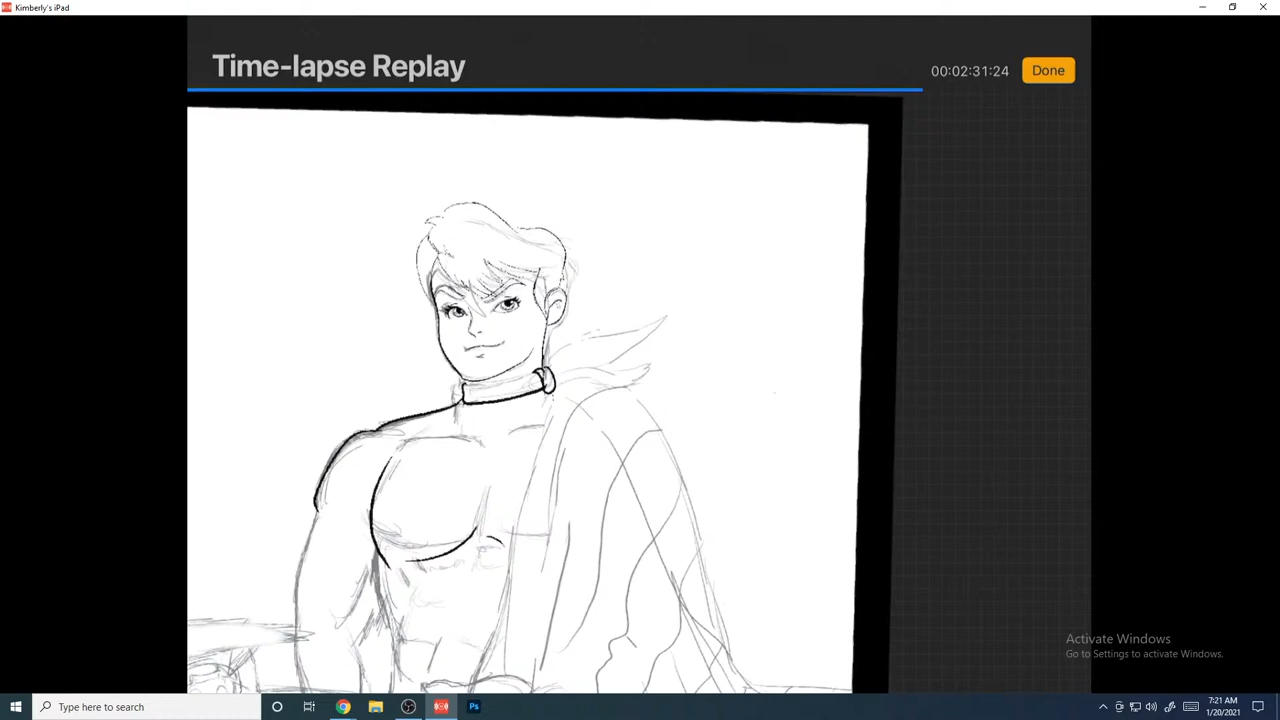 Kimberly's iPad
Time-lapse Replay
00:02:31:24
Done
Activate Windows
Go to Settings to activate Windows.
Type here to search
Ps
7:21 AM
1/20/2021